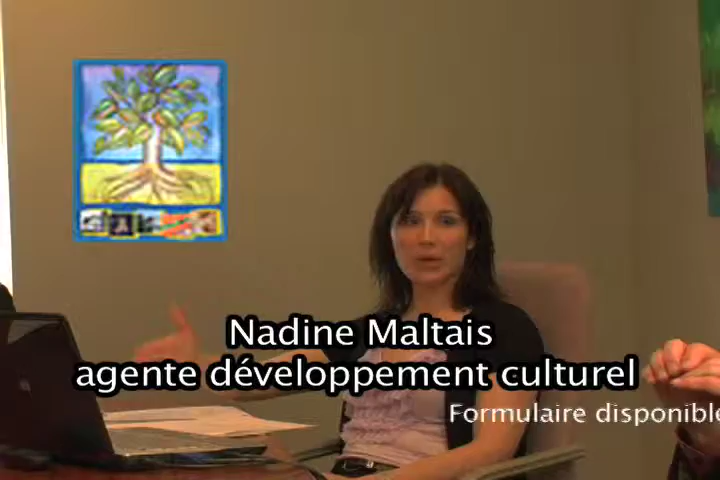 Nadine Maltais
agente développement culturel
Formulaire disponible